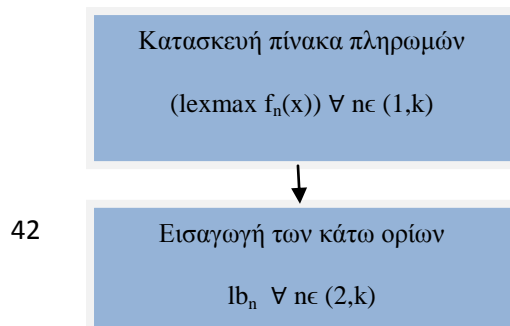 Κατασκευή πίνακα πληρωμών
(lexmax fₙ(x)) ∀ nϵ (1,k)
42
Εισαγωγή των κάτω ορίων
lbₙ ∀ nϵ (2,k)